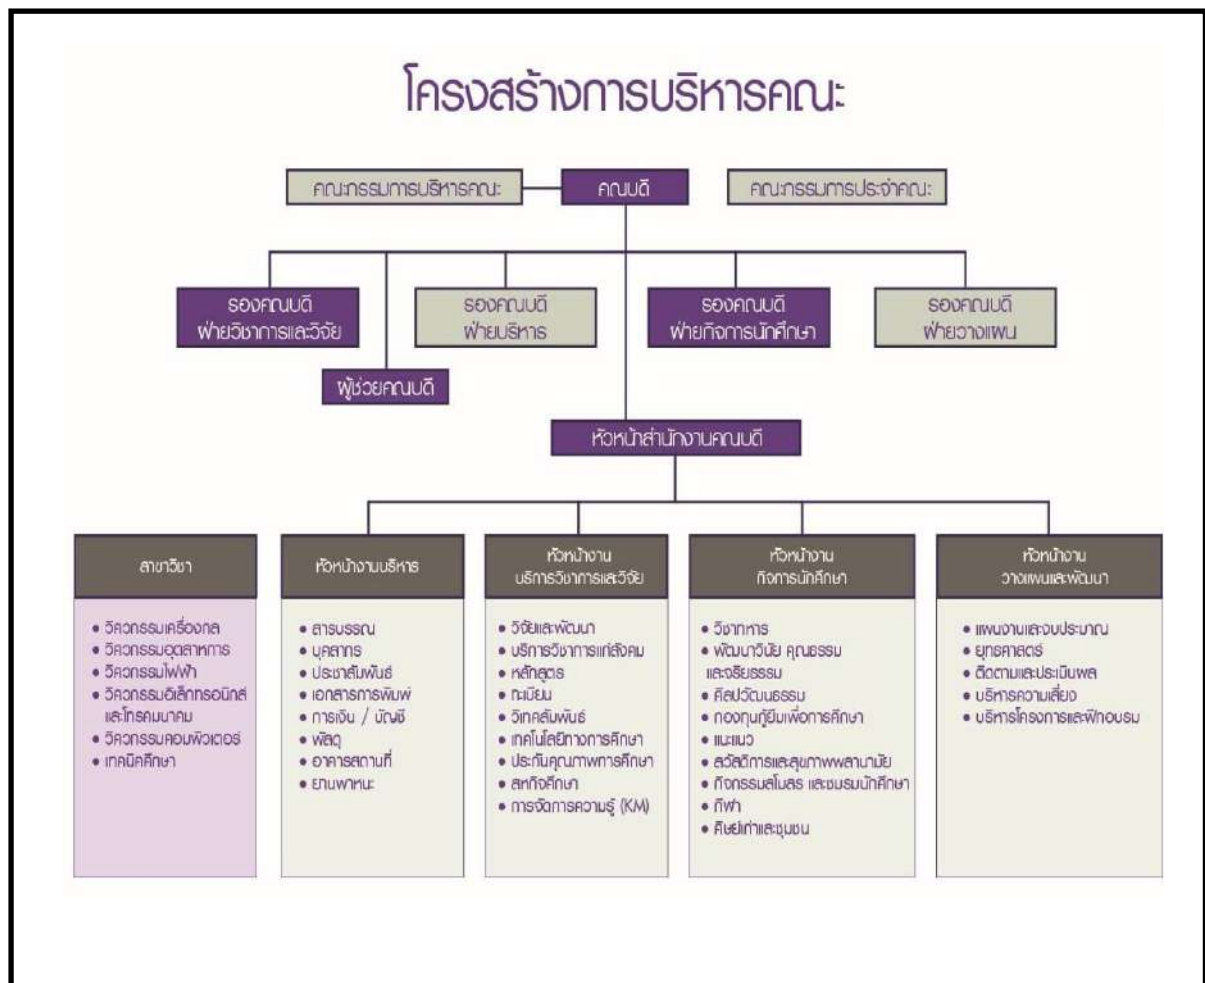 โครงสร้างการบริหารคณะ
คณะกรรมการบริหารคณะ
คณบดี
คณะกรรมการประจำคณะ
รองคณบดี
ฝ่ายวิชาการและวิจัย
รองคณบดี
ฝ่ายบริหาร
รองคณบดี
ฝ่ายกิจการนักศึกษา
รองคณบดี
ฝ่ายวางแผน
ผู้ช่วยคณบดี
หัวหน้าสำนักงานคณบดี
สาขาวิชา
• วิศวกรรมเครื่องกล
• วิศวกรรมอุตสาหการ
• วิศวกรรมไฟฟ้า
• วิศวกรรมอิเล็กทรอนิกส์
และโทรคมนาคม
• วิศวกรรมคอมพิวเตอร์
• เทคนิคศึกษา
หัวหน้างานบริหาร
• สารบรรณ
• บุคลากร
• ประชาสัมพันธ์
• เอกสารการพิมพ์
• การเงิน / บัญชี
• พัสดุ
• อาคารสถานที่
• ยานพาหนะ
หัวหน้างาน
บริการวิชาการและวิจัย
• วิจัยและพัฒนา
• บริการวิชาการแก่สังคม
• หลักสูตร
• ทะเบียน
• วิเทศสัมพันธ์
• เทคโนโลยีทางการศึกษา
• ประกันคุณภาพการศึกษา
• สหกิจศึกษา
• การจัดการความรู้ (KM)
หัวหน้างาน
กิจการนักศึกษา
• วิชาทหาร
• พัฒนาวินัย คุณธรรม
และจริยธรรม
• ศิลปวัฒนธรรม
• กองทุนกู้ยืมเพื่อการศึกษา
• แนะแนว
• สวัสดิการและสุขภาพพลานามัย
• กิจกรรมสโมสร และชมรมนักศึกษา
• กีฬา
• ศิษย์เก่าและชุมชน
หัวหน้างาน
วางแผนและพัฒนา
• แผนงานและงบประมาณ
• ยุทธศาสตร์
• ติดตามและประเมินผล
• บริหารความเสี่ยง
• บริหารโครงการและฝึกอบรม